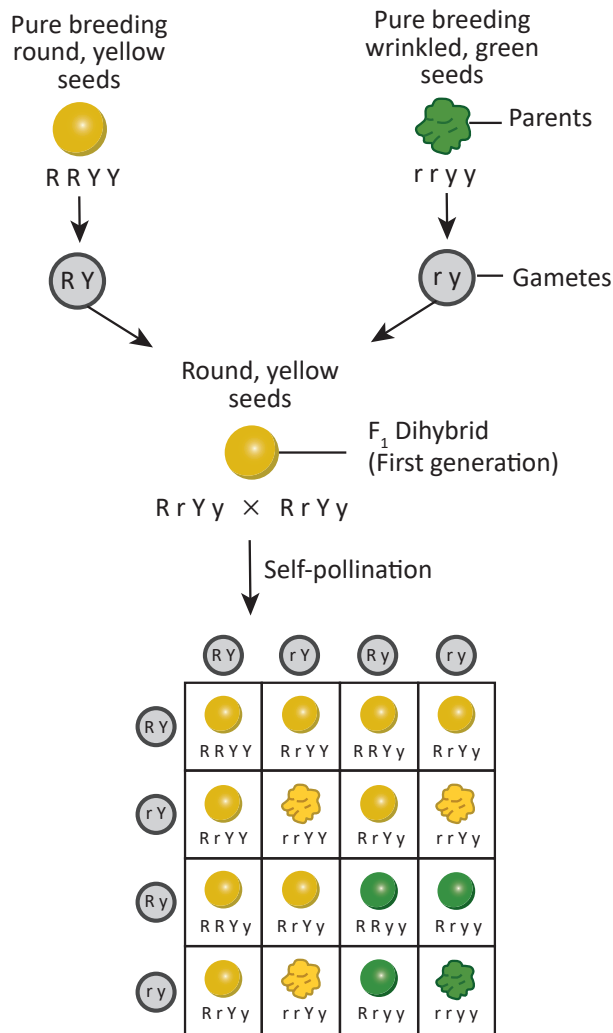 Pure breeding
round, yellow
seeds
Pure breeding
wrinkled, green
seeds
Parents
R R Y Y
r r y y
R Y
r y
Gametes
Round, yellow
seeds
F₁ Dihybrid
(First generation)
R r Y y × R r Y y
Self-pollination
R Y r Y R y r y
R Y
R R Y Y R r Y Y R R Y y R r Y y
r Y
R r Y Y r r Y Y R r Y y r r Y y
R y
R R Y y R r Y y R R y y R r y y
r y
R r Y y r r Y y R r y y r r y y